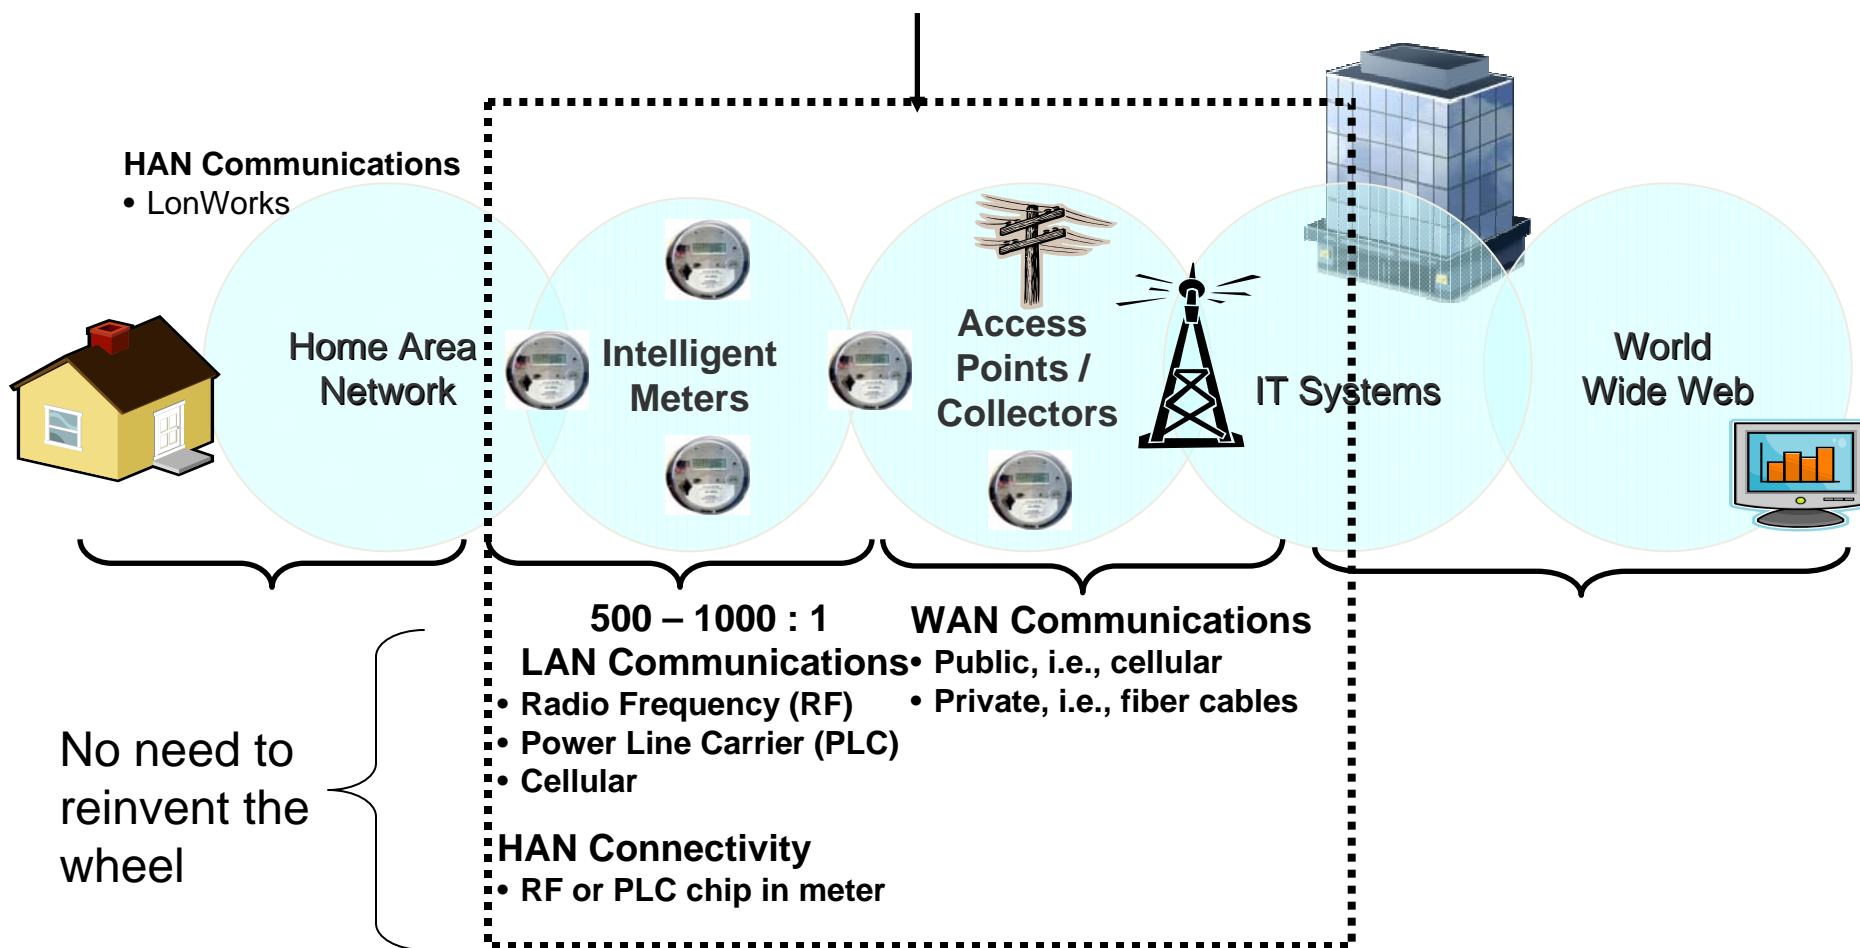 HAN Communications
• LonWorks
Home Area
Network
Intelligent
Meters
Access
Points /
Collectors
IT Systems
World
Wide Web
500 – 1000 : 1
LAN Communications
• Radio Frequency (RF)
• Power Line Carrier (PLC)
• Cellular
HAN Connectivity
• RF or PLC chip in meter
WAN Communications
• Public, i.e., cellular
• Private, i.e., fiber cables
No need to
reinvent the
wheel